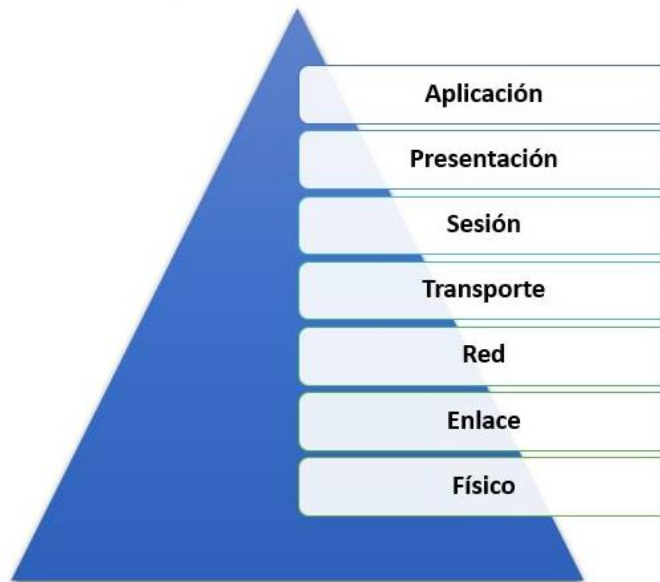 Aplicación
Presentación
Sesión
Transporte
Red
Enlace
Físico